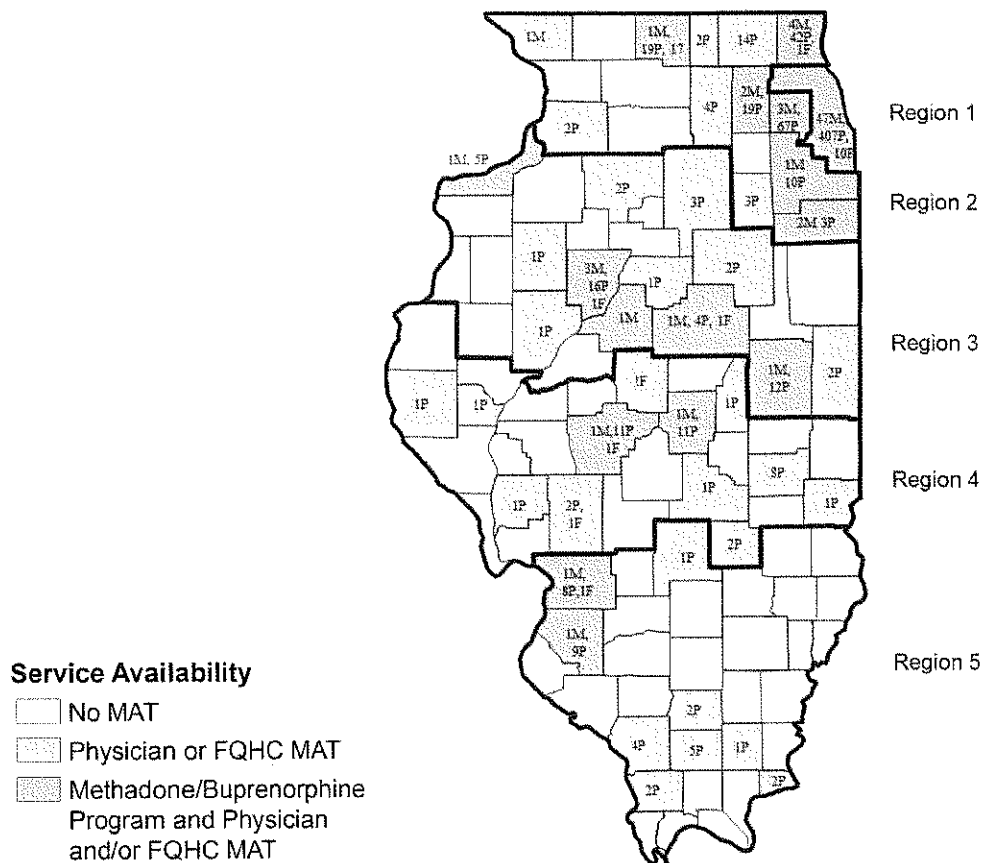 1M
1M,
19P, 17
2P
14P
4M,
42P
1F
2P
4P
2M,
19P
3M,
67P
47M,
407P,
10F
Region 1
1M, 5P
2P
3P
3P
1M
10P
2M 3P
Region 2
1P
3M,
16P
1F
1P
2P
1P
1M
1M, 4P, 1F
Region 3
1M,
12P
2P
1P
1P
1F
1P
1M,11P
1F
1M,
11P
Region 4
8P
1P
1P
1P
2P,
1F
2P
1P
1M,
8P,1F
1M,
9P
Region 5
2P
4P
5P
1P
2P
2P
Service Availability
No MAT
Physician or FQHC MAT
Methadone/Buprenorphine
Program and Physician
and/or FQHC MAT